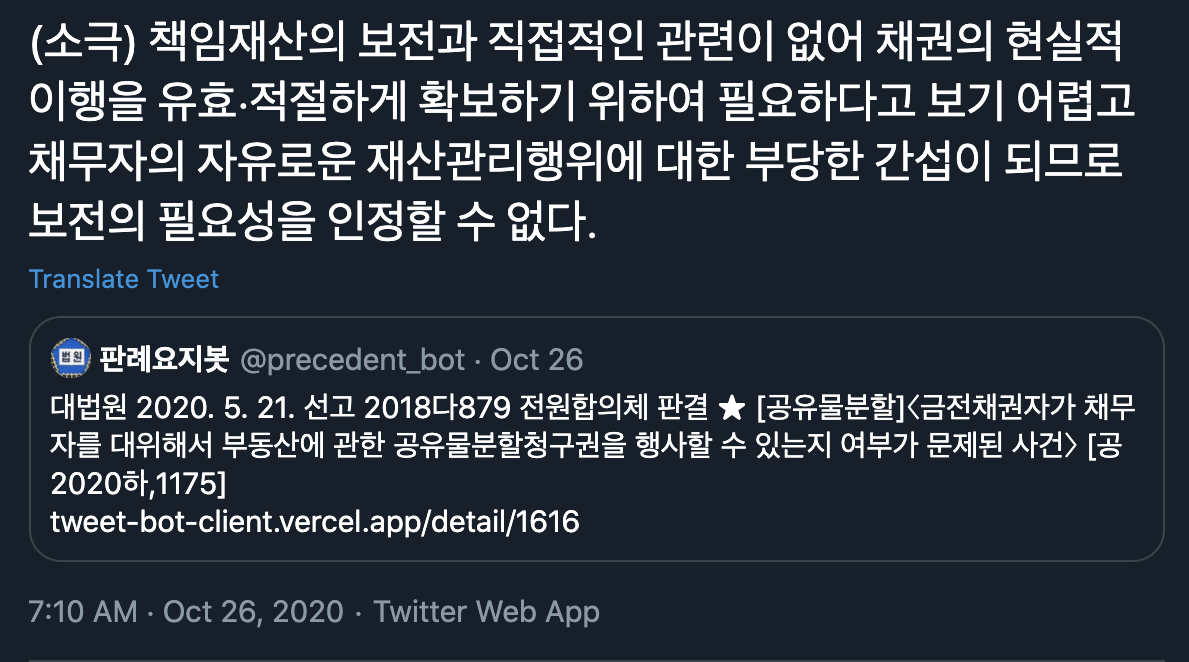 (소극) 책임재산의 보전과 직접적인 관련이 없어 채권의 현실적
이행을 유효·적절하게 확보하기 위하여 필요하다고 보기 어렵고
채무자의 자유로운 재산관리행위에 대한 부당한 간섭이 되므로
보전의 필요성을 인정할 수 없다.
Translate Tweet
법원
판례요지봇 @precedent_bot · Oct 26
대법원 2020. 5. 21. 선고 2018다879 전원합의체 판결 ★ [공유물분할]〈금전채권자가 채무
자를 대위해서 부동산에 관한 공유물분할청구권을 행사할 수 있는지 여부가 문제된 사건〉 [공
2020하,1175]
tweet-bot-client.vercel.app/detail/1616
7:10 AM · Oct 26, 2020 · Twitter Web App